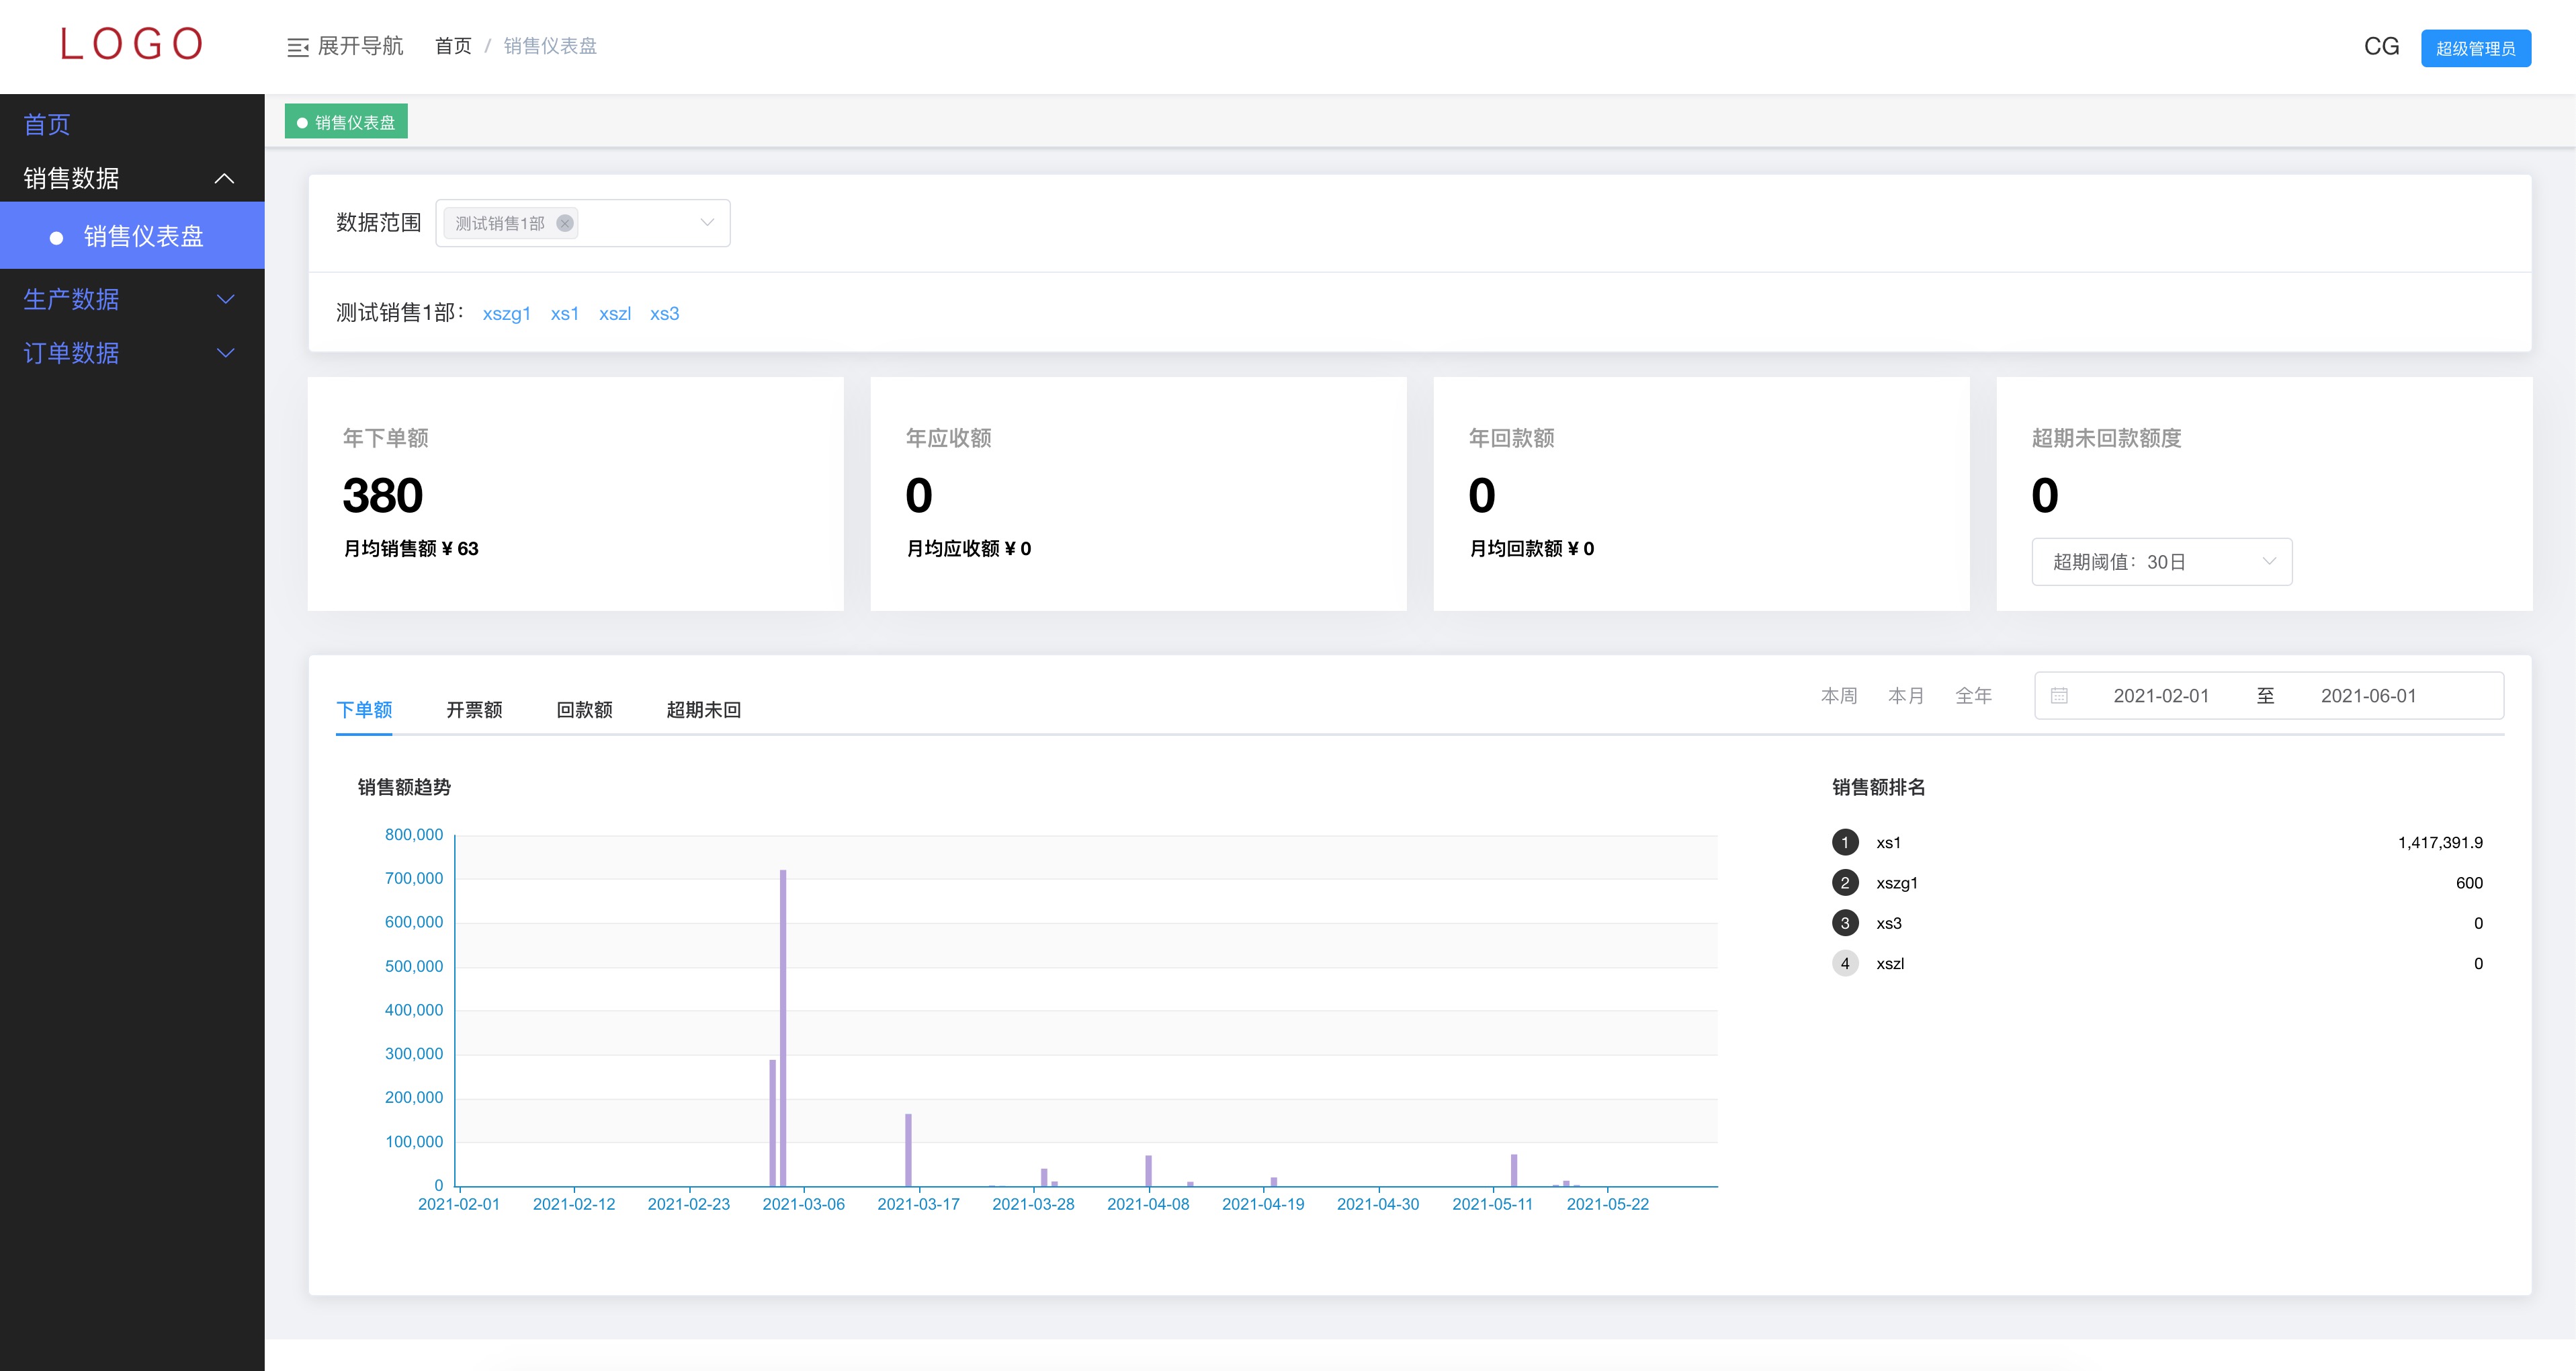 LOGO
展开导航 首页 / 销售仪表盘
CG 超级管理员
首页
销售数据
销售仪表盘
生产数据
订单数据
销售仪表盘
数据范围 测试销售1部
测试销售1部： xszg1 xs1 xszl xs3
年下单额
380
月均销售额 ¥ 63
年应收额
0
月均应收额 ¥ 0
年回款额
0
月均回款额 ¥ 0
超期未回款额度
0
超期阈值：30日
下单额 开票额 回款额 超期未回
本周 本月 全年 2021-02-01 至 2021-06-01
销售额趋势
800,000
700,000
600,000
500,000
400,000
300,000
200,000
100,000
0
2021-02-01 2021-02-12 2021-02-23 2021-03-06 2021-03-17 2021-03-28 2021-04-08 2021-04-19 2021-04-30 2021-05-11 2021-05-22
销售额排名
1 xs1 1,417,391.9
2 xszg1 600
3 xs3 0
4 xszl 0